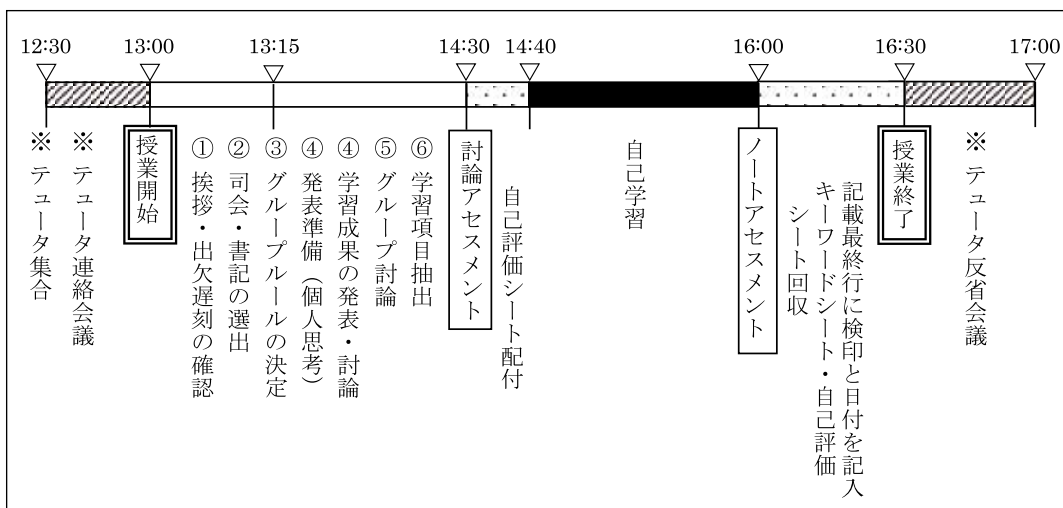 12:30
13:00
13:15
14:30
14:40
16:00
16:30
17:00
※ テュータ集合
※ テュータ連絡会議
授業開始
① 挨拶・出欠遅刻の確認
② 司会・書記の選出
③ グループルールの決定
④ 発表準備（個人思考）
④ 学習成果の発表・討論
⑤ グループ討論
⑥ 学習項目抽出
討論アセスメント
自己評価シート配付
自己学習
ノートアセスメント
記載最終行に検印と日付を記入
キーワードシート・自己評価
シート回収
授業終了
※ テュータ反省会議